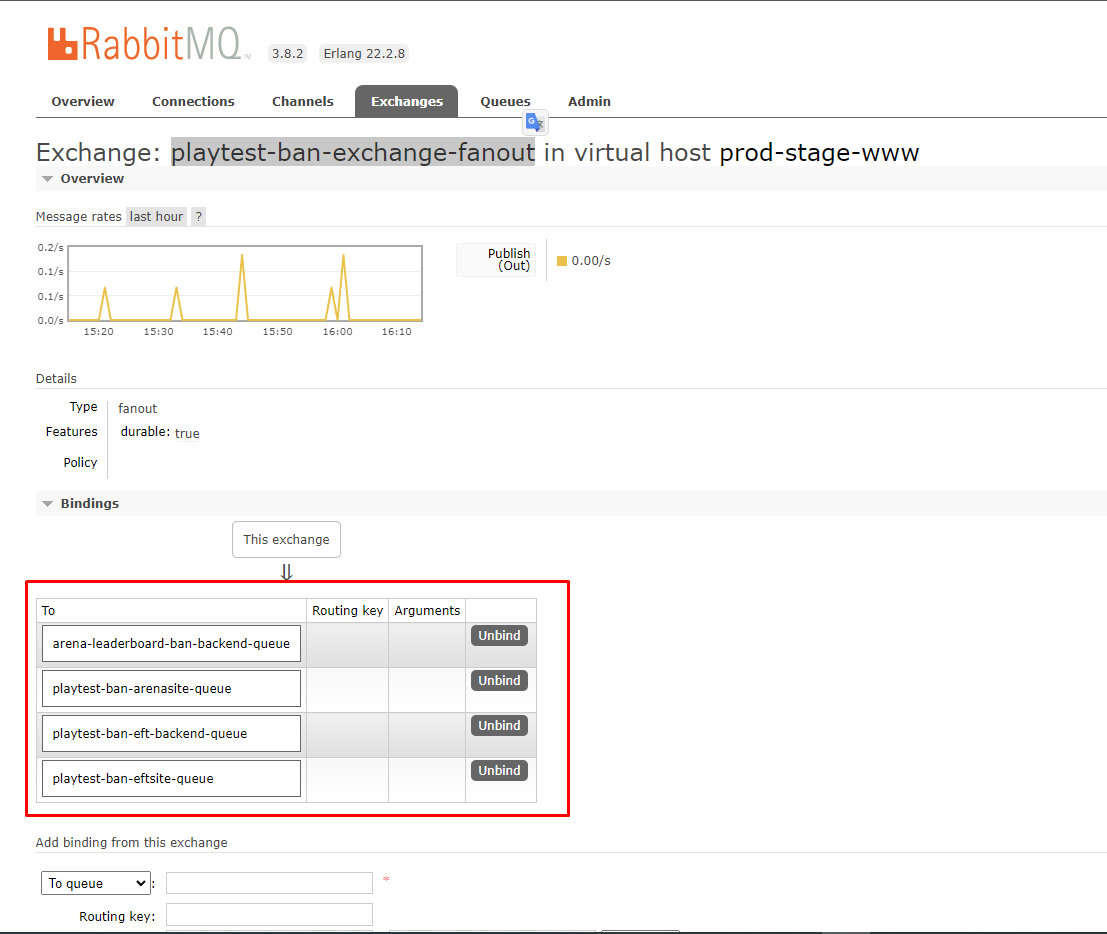 RabbitMQ TM 3.8.2 Erlang 22.2.8
Overview Connections Channels Exchanges Queues Admin
Exchange: playtest-ban-exchange-fanout in virtual host prod-stage-www
Overview
Message rates last hour ?
0.2/s
0.1/s
0.1/s
0.0/s
15:20 15:30 15:40 15:50 16:00 16:10
Publish
(Out)
0.00/s
Details
Type fanout
Features durable: true
Policy
Bindings
This exchange
⇓
To Routing key Arguments
arena-leaderboard-ban-backend-queue Unbind
playtest-ban-arenasite-queue Unbind
playtest-ban-eft-backend-queue Unbind
playtest-ban-eftsite-queue Unbind
Add binding from this exchange
To queue : *
Routing key: